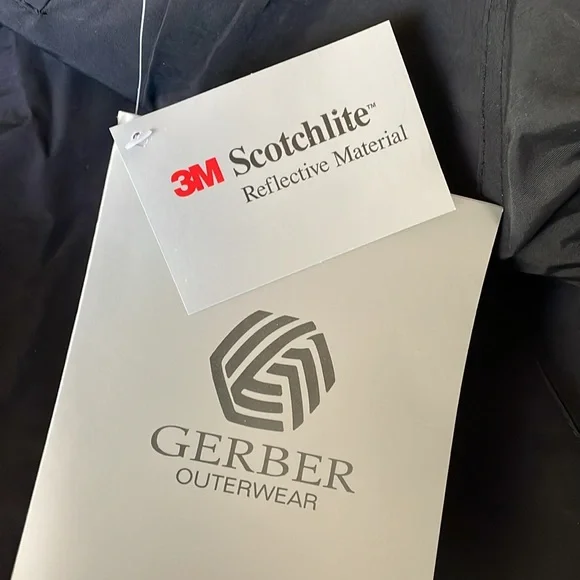 3M Scotchlite™
Reflective Material
GERBER
OUTERWEAR